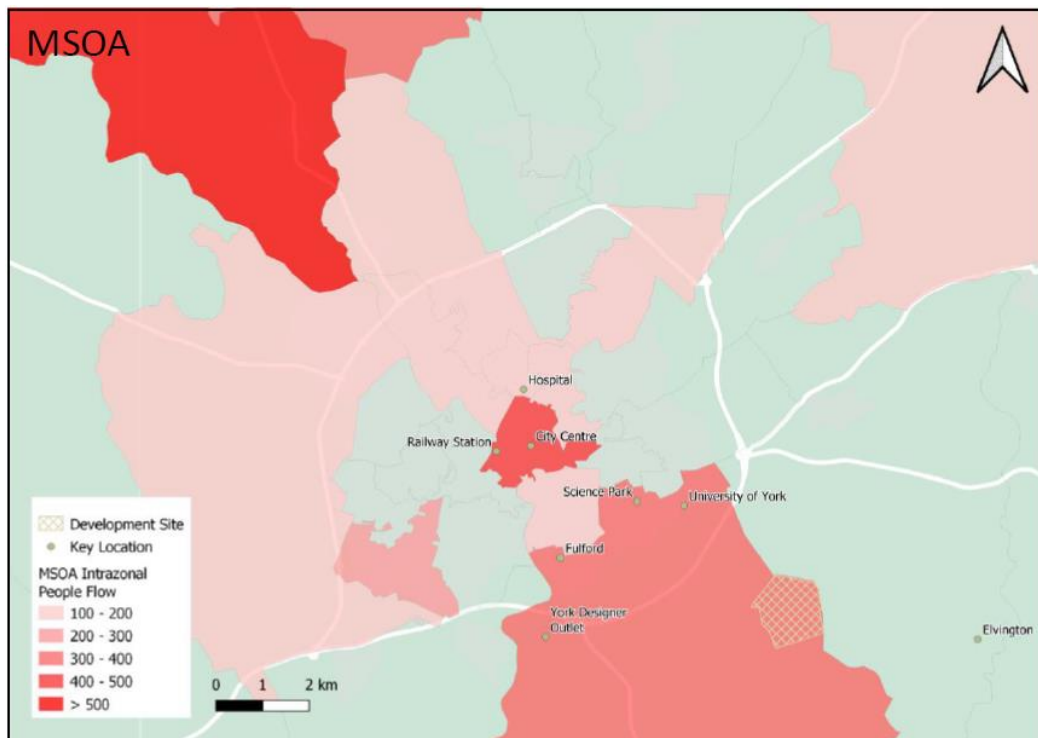 MSOA
Hospital
City Centre
Railway Station
Science Park
University of York
Fulford
York Designer
Outlet
Elvington
Development Site
Key Location
MSOA Intrazonal
People Flow
100 - 200
200 - 300
300 - 400
400 - 500
> 500
0 1 2 km